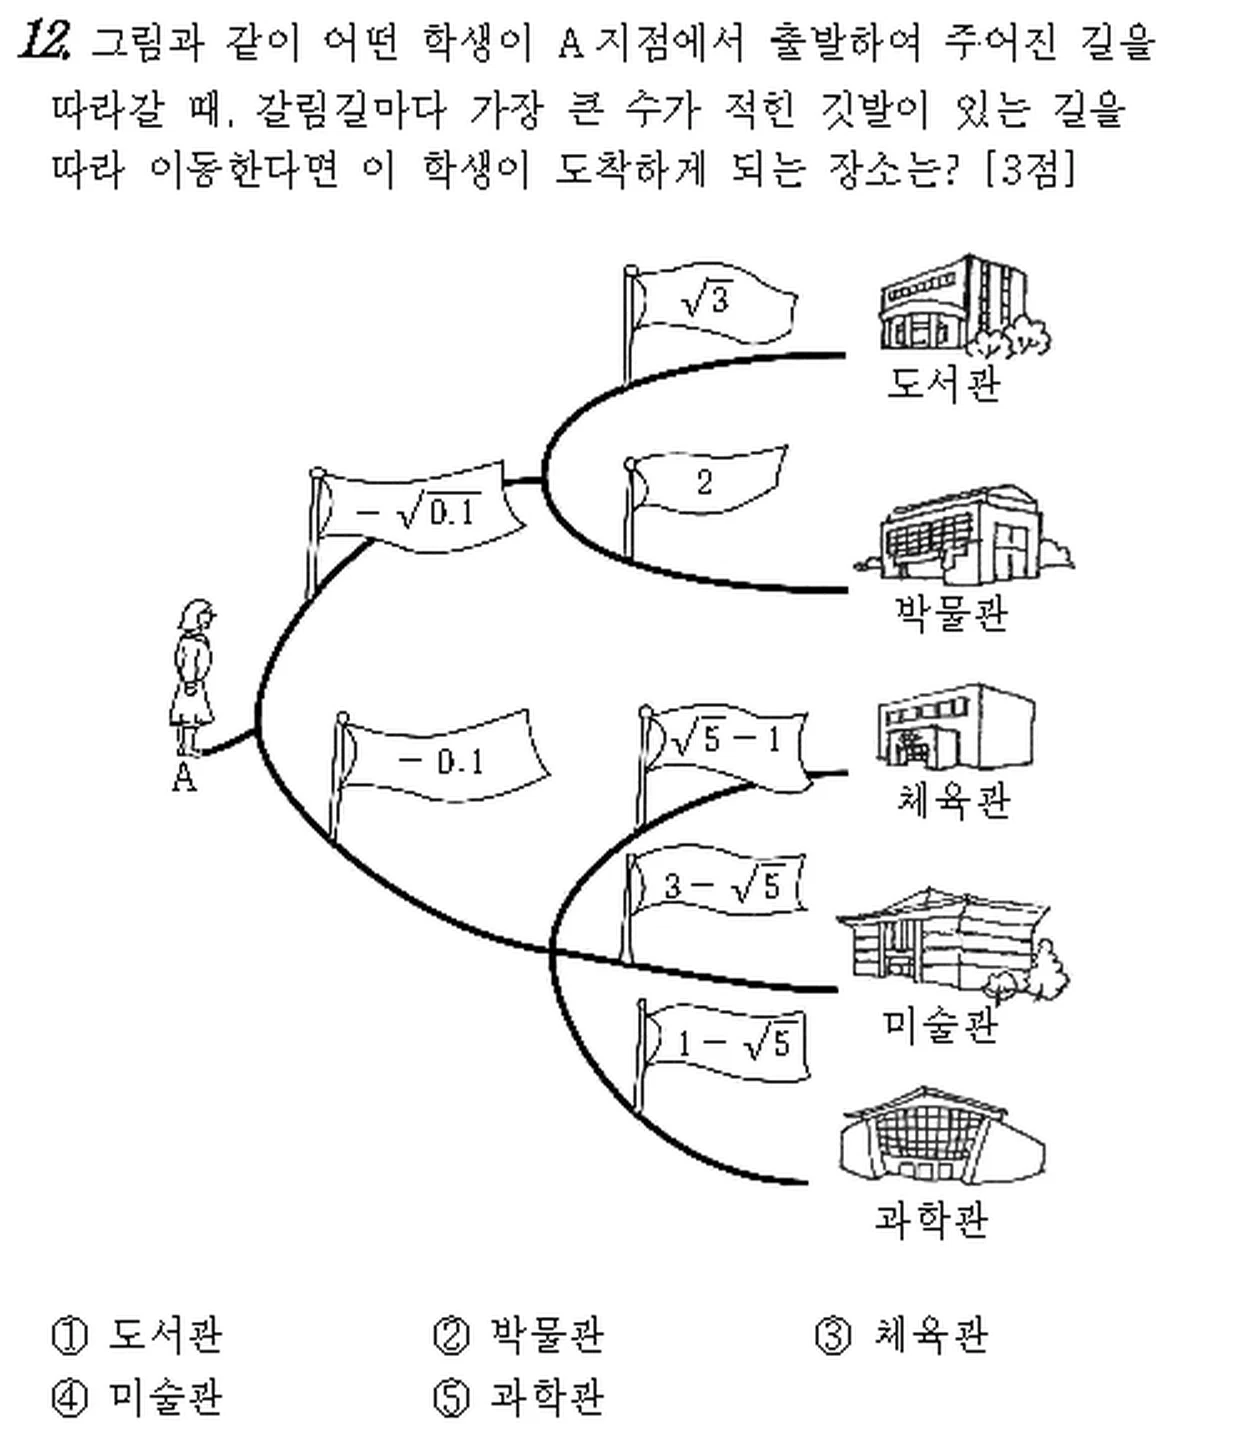 12. 그림과 같이 어떤 학생이 A 지점에서 출발하여 주어진 길을
따라갈 때, 갈림길마다 가장 큰 수가 적힌 깃발이 있는 길을
따라 이동한다면 이 학생이 도착하게 되는 장소는? [3점]
√3
도서관
2
-√0.1
박물관
√5-1
-0.1
A
체육관
3-√5
미술관
1-√5
과학관
① 도서관 ② 박물관 ③ 체육관
④ 미술관 ⑤ 과학관